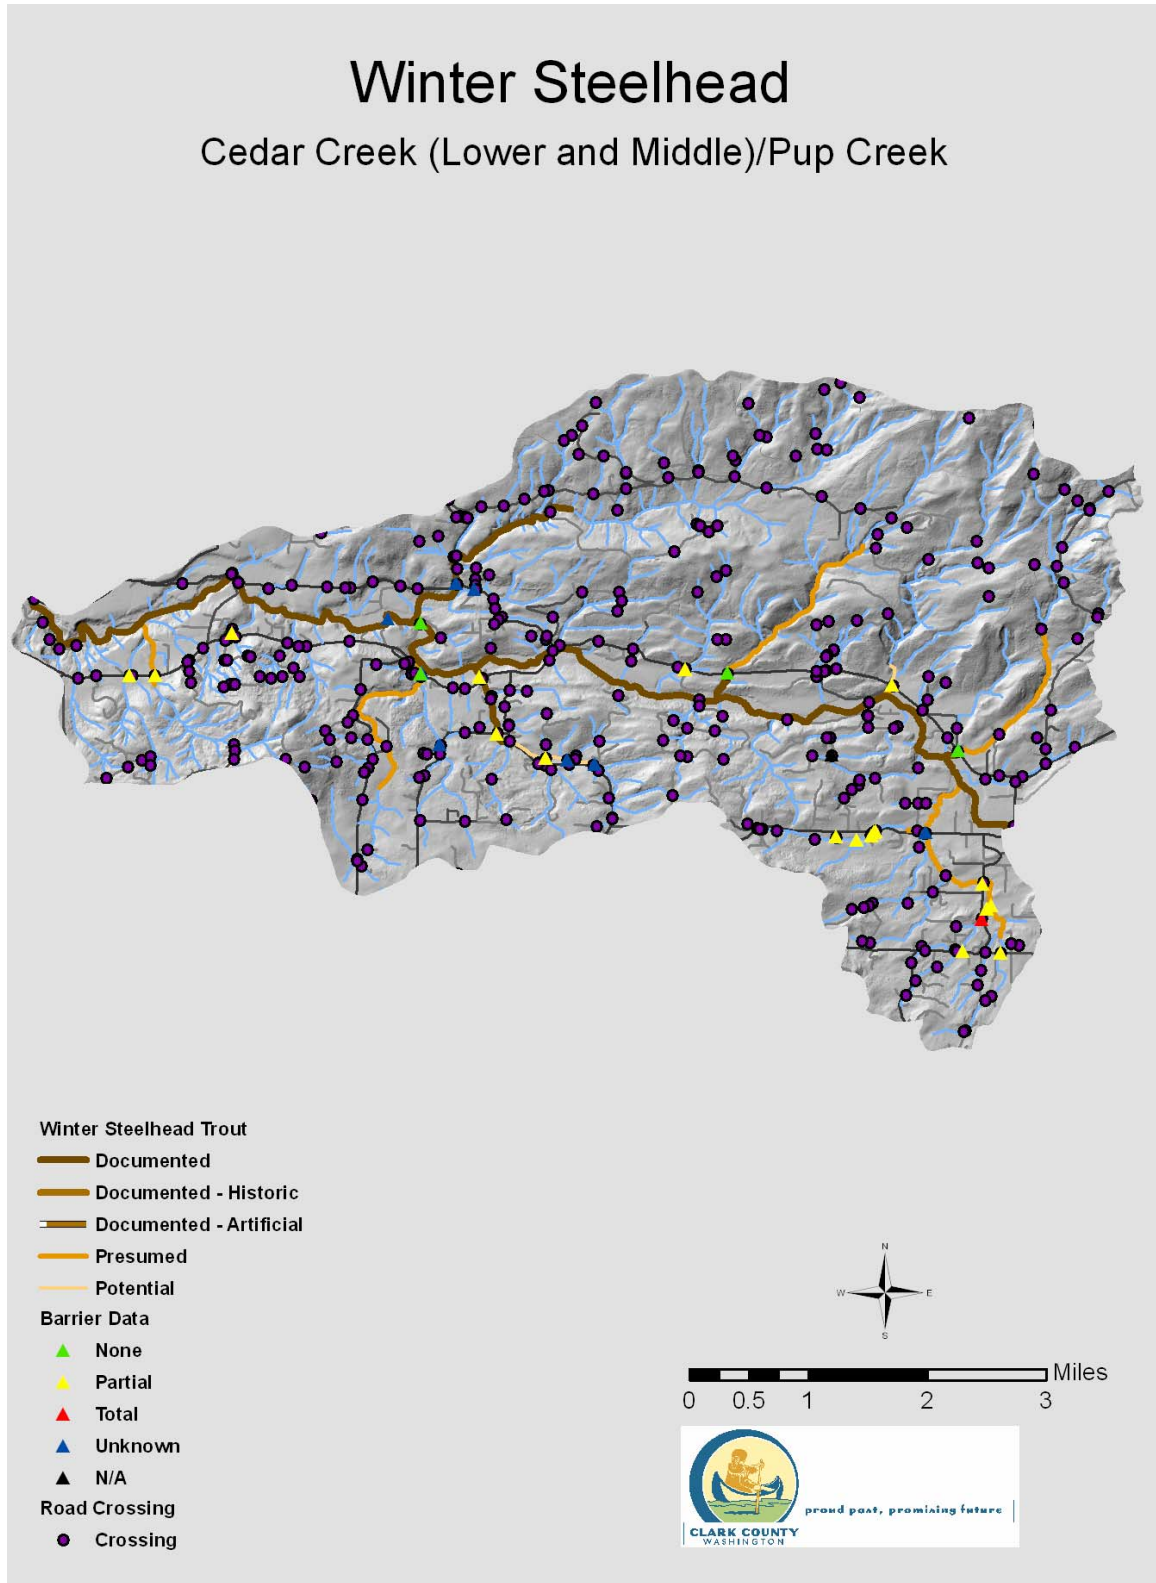 Winter Steelhead
Cedar Creek (Lower and Middle)/Pup Creek
Winter Steelhead Trout
Documented
Documented - Historic
Documented - Artificial
Presumed
Potential
Barrier Data
None
Partial
Total
Unknown
N/A
Road Crossing
Crossing
N
W
E
S
Miles
0 0.5 1 2 3
proud past, promising future
CLARK COUNTY
WASHINGTON